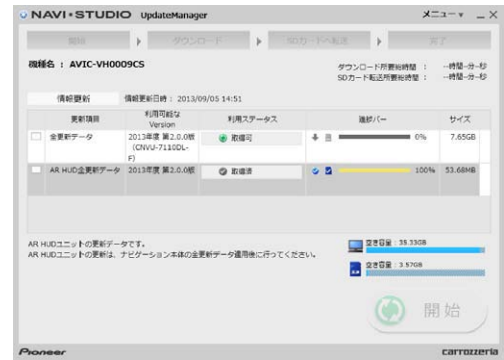 NAVI•STUDIO UpdateManager
メニュー
開始
ダウンロード
SDカードへ転送
完了
機種名 : AVIC-VH0009CS
ダウンロード所要総時間 : --時間-分-秒
SDカード転送所要総時間 : --時間-分-秒
情報更新
情報更新日時 : 2013/09/05 14:51
更新項目
利用可能な
Version
利用ステータス
進捗バー
サイズ
全更新データ
2013年度 第2.0.0版
(CNVU-7110DL-
F)
取得可
0%
7.65GB
AR HUD全更新データ
2013年度 第2.0.0版
取得済
100%
53.68MB
AR HUDユニットの更新データです。
AR HUDユニットの更新は、ナビゲーション本体の全更新データ適用後に行ってください。
空き容量 : 35.33GB
空き容量 : 3.57GB
開始
Pioneer
carrozzeria